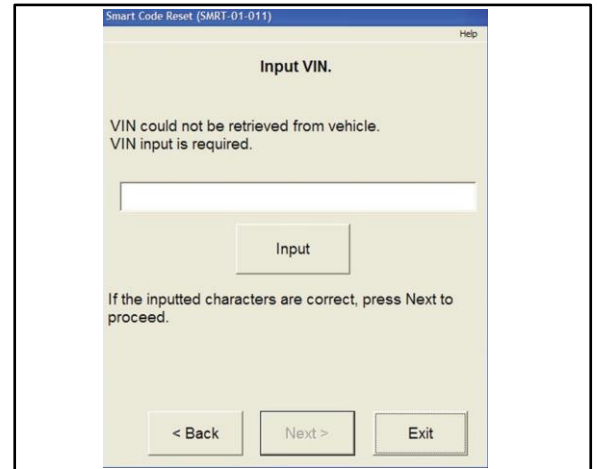 Smart Code Reset (SMRT-01-011)
Help
Input VIN.
VIN could not be retrieved from vehicle.
VIN input is required.
Input
If the inputted characters are correct, press Next to
proceed.
< Back
Next >
Exit